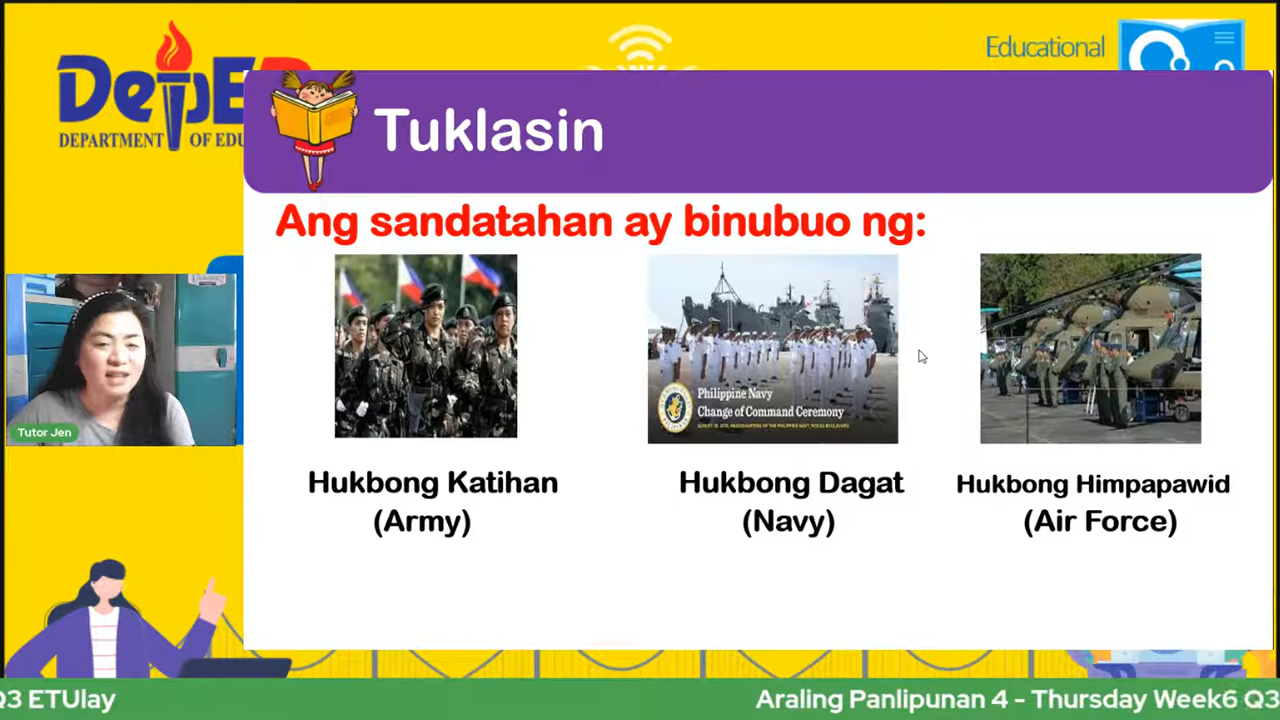 DepED
DEPARTMENT OF EDU
Educational
Tuklasin
Ang sandatahan ay binubuo ng:
Philippine Navy
Change of Command Ceremony
Hukbong Katihan
(Army)
Hukbong Dagat
(Navy)
Hukbong Himpapawid
(Air Force)
Tutor Jen
Q3 ETUlay
Araling Panlipunan 4 - Thursday Week6 Q3